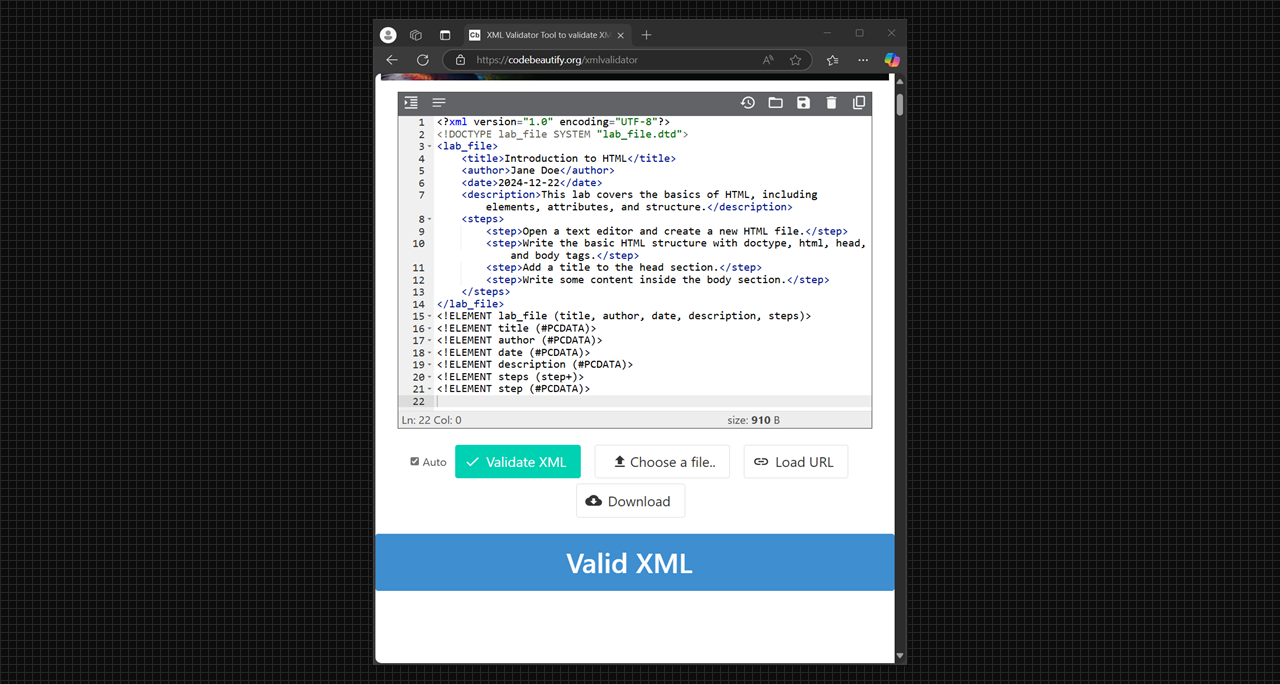 Cb XML Validator Tool to validate XM
https://codebeautify.org/xmlvalidator
1 <?xml version="1.0" encoding="UTF-8"?>
2 <!DOCTYPE lab_file SYSTEM "lab_file.dtd">
3 <lab_file>
4 <title>Introduction to HTML</title>
5 <author>Jane Doe</author>
6 <date>2024-12-22</date>
7 <description>This lab covers the basics of HTML, including
elements, attributes, and structure.</description>
8 <steps>
9 <step>Open a text editor and create a new HTML file.</step>
10 <step>Write the basic HTML structure with doctype, html, head,
and body tags.</step>
11 <step>Add a title to the head section.</step>
12 <step>Write some content inside the body section.</step>
13 </steps>
14 </lab_file>
15 <!ELEMENT lab_file (title, author, date, description, steps)>
16 <!ELEMENT title (#PCDATA)>
17 <!ELEMENT author (#PCDATA)>
18 <!ELEMENT date (#PCDATA)>
19 <!ELEMENT description (#PCDATA)>
20 <!ELEMENT steps (step+)>
21 <!ELEMENT step (#PCDATA)>
22
Ln: 22 Col: 0 size: 910 B
Auto Validate XML Choose a file.. Load URL
Download
Valid XML